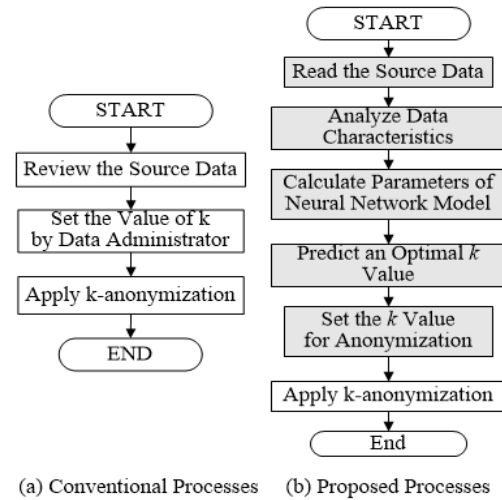 START
Review the Source Data
Set the Value of k
by Data Administrator
Apply k-anonymization
END
(a) Conventional Processes
START
Read the Source Data
Analyze Data
Characteristics
Calculate Parameters of
Neural Network Model
Predict an Optimal k
Value
Set the k Value
for Anonymization
Apply k-anonymization
End
(b) Proposed Processes